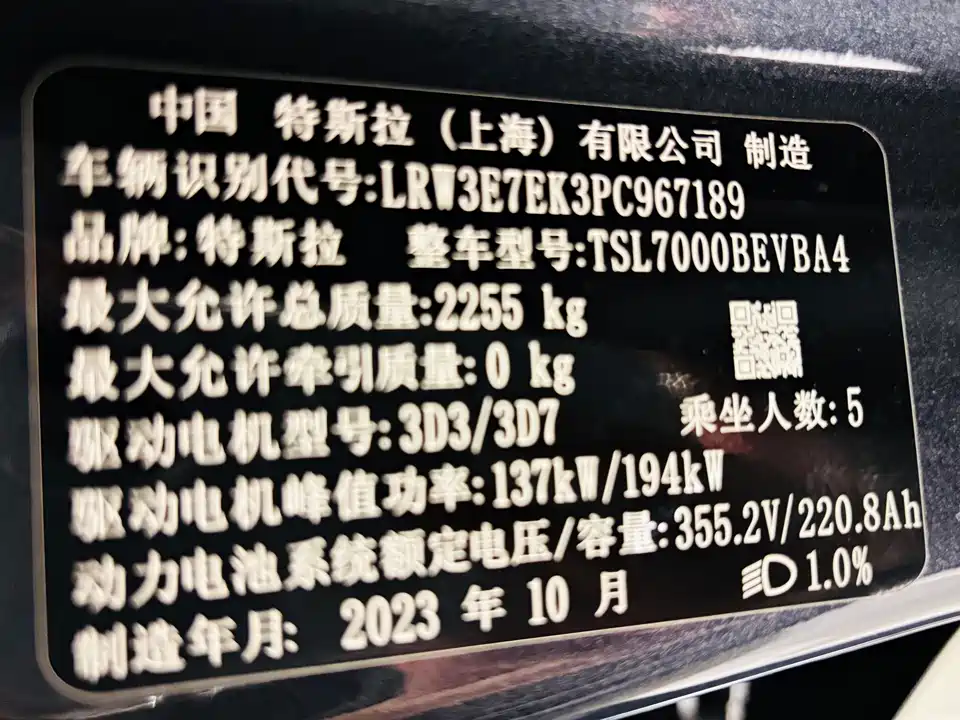 中国 特斯拉（上海）有限公司 制造
车辆识别代号:LRW3E7EK3PC967189
品牌:特斯拉 整车型号:TSL7000BEVBA4
最大允许总质量:2255 kg
最大允许牵引质量:0 kg
驱动电机型号:3D3/3D7 乘坐人数:5
驱动电机峰值功率:137kW/194kW
动力电池系统额定电压/容量:355.2V/220.8Ah
制造年月: 2023 年 10 月 1.0%